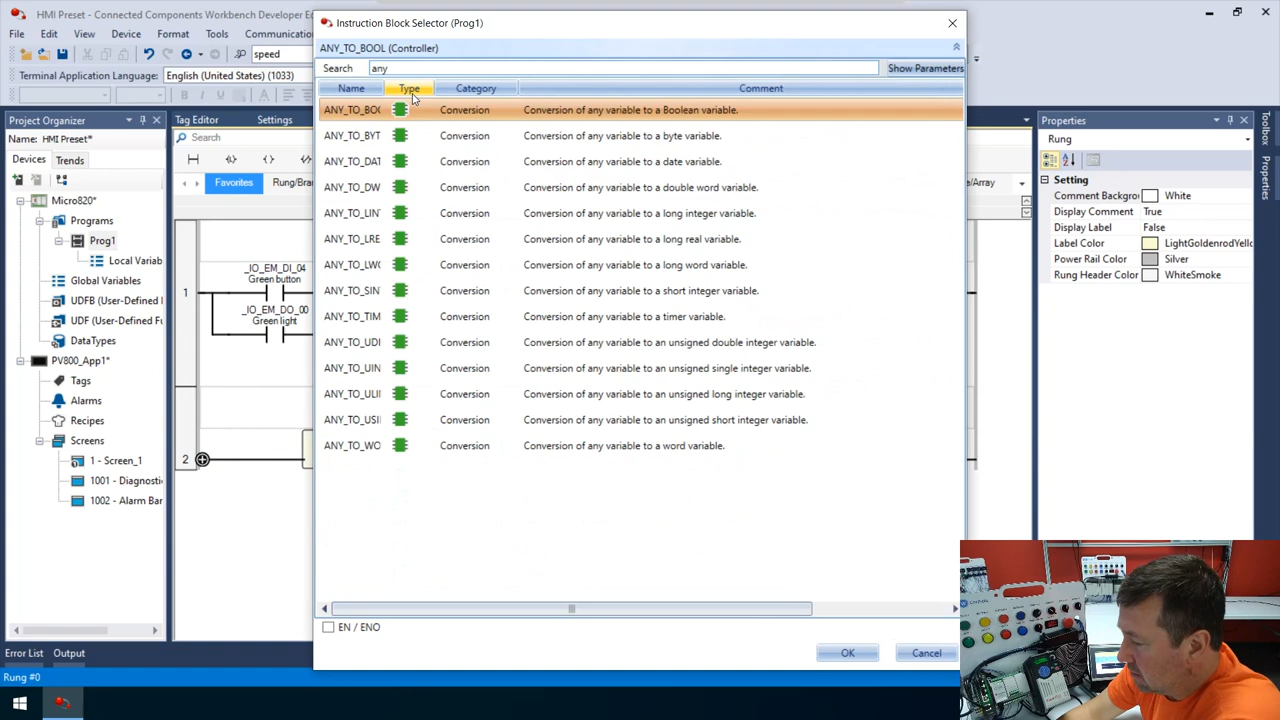 HMI Preset - Connected Components Workbench Developer Ed
File Edit View Device Format Tools Communicati
speed
Terminal Application Language: English (United States) (1033)
Project Organizer
Name: HMI Preset*
Devices Trends
Micro820*
Programs
Prog1
Local Variab
Global Variables
UDFB (User-Defined F
UDF (User-Defined Fu
DataTypes
PV800_App1*
Tags
Alarms
Recipes
Screens
1 - Screen_1
1001 - Diagnosti
1002 - Alarm Ban
Error List Output
Rung #0
Tag Editor Settings
Search
Favorites Rung/Bran
_IO_EM_DI_04
Green button
1
_IO_EM_DO_00
Green light
2
Instruction Block Selector (Prog1)
ANY_TO_BOOL (Controller)
Search any Show Parameters
Name Type Category Comment
ANY_TO_BOO Conversion Conversion of any variable to a Boolean variable.
ANY_TO_BYT Conversion Conversion of any variable to a byte variable.
ANY_TO_DAT Conversion Conversion of any variable to a date variable.
ANY_TO_DW Conversion Conversion of any variable to a double word variable.
ANY_TO_LIN Conversion Conversion of any variable to a long integer variable.
ANY_TO_LRE Conversion Conversion of any variable to a long real variable.
ANY_TO_LWC Conversion Conversion of any variable to a long word variable.
ANY_TO_SIN Conversion Conversion of any variable to a short integer variable.
ANY_TO_TIM Conversion Conversion of any variable to a timer variable.
ANY_TO_UDI Conversion Conversion of any variable to an unsigned double integer variable.
ANY_TO_UIN Conversion Conversion of any variable to an unsigned single integer variable.
ANY_TO_ULI Conversion Conversion of any variable to an unsigned long integer variable.
ANY_TO_USI Conversion Conversion of any variable to an unsigned short integer variable.
ANY_TO_WO Conversion Conversion of any variable to a word variable.
EN / ENO
OK Cancel
a/Array
Properties
Rung
Setting
Comment Backgro White
Display Comment True
Display Label False
Label Color LightGoldenrodYello
Power Rail Color Silver
Rung Header Color WhiteSmoke
Toolbox
Properties